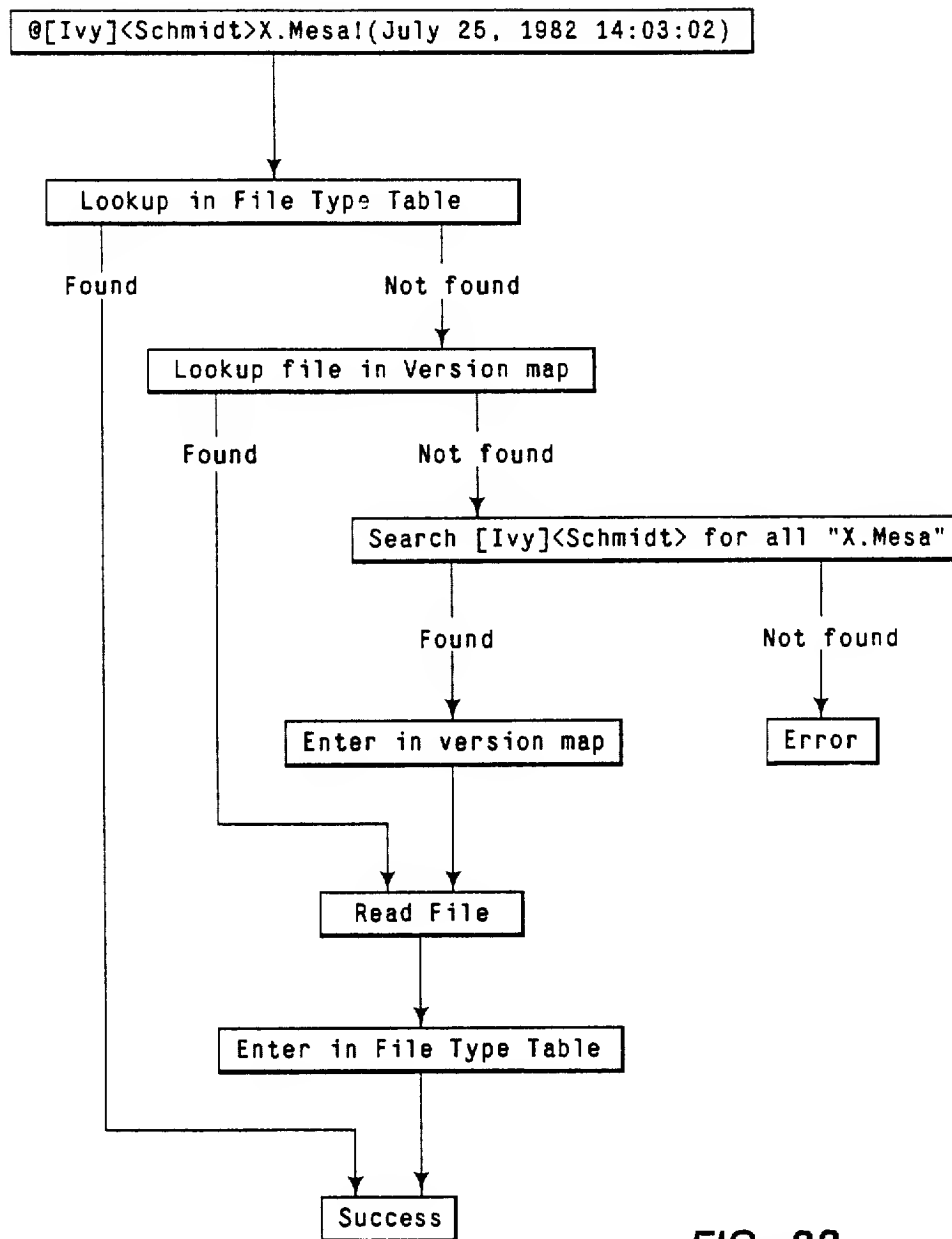 @[Ivy]<Schmidt>X.Mesa!(July 25, 1982 14:03:02)
Lookup in File Type Table
Found
Not found
Lookup file in Version map
Found
Not found
Search [Ivy]<Schmidt> for all "X.Mesa"
Found
Not found
Enter in version map
Error
Read File
Enter in File Type Table
Success